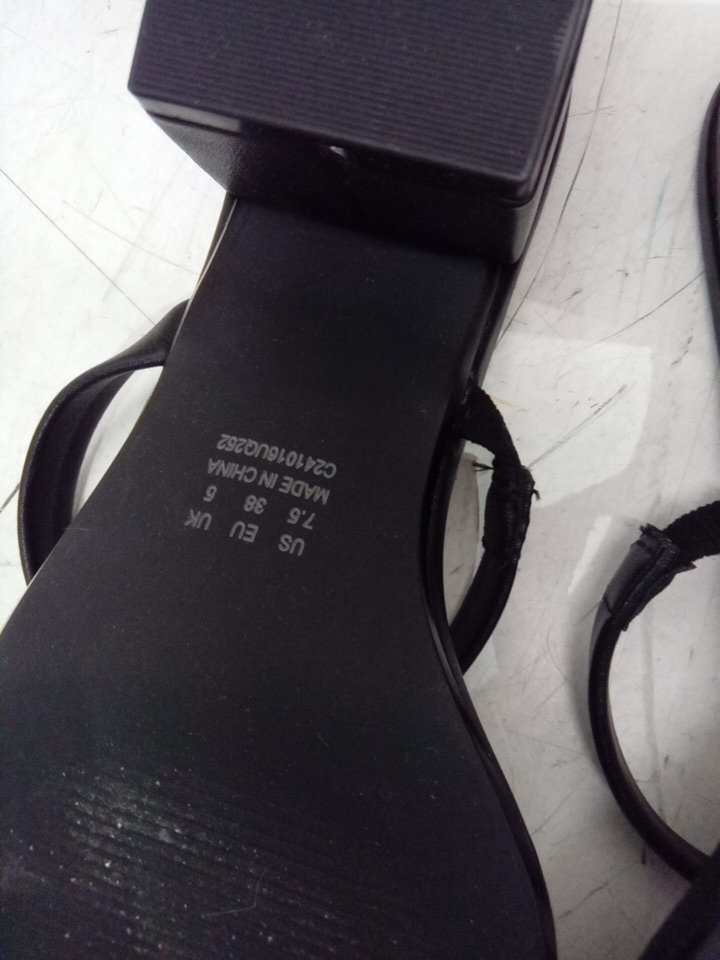 US EU UK
7.5 38 5
MADE IN CHINA
C241016UQ252